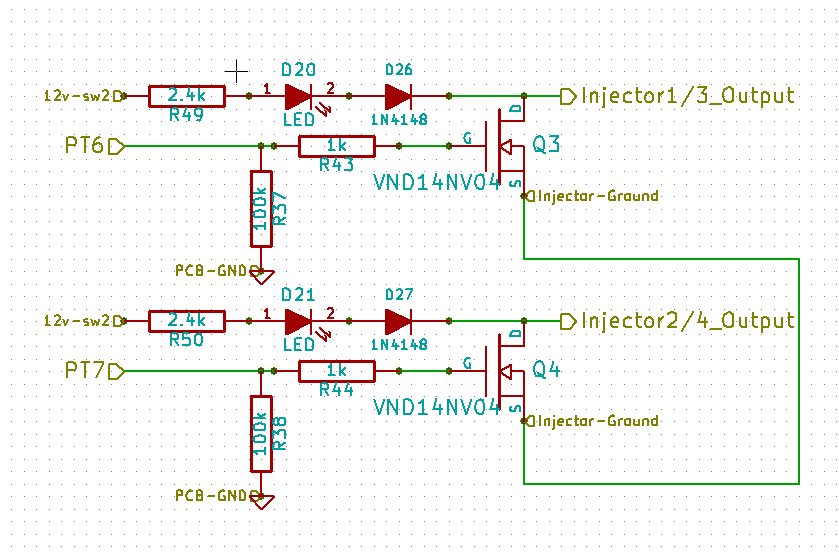 D20 D26
12v-sw2 2.4k 1 2 Injector1/3_Output
R49 LED 1N4148 D
PT6 1k G Q3
R43
VND14NV04 S
100k R37 Injector-Ground
PCB-GND
D21 D27
12v-sw2 2.4k 1 2 Injector2/4_Output
R50 LED 1N4148 D
PT7 1k G Q4
R44
VND14NV04 S
100k R38 Injector-Ground
PCB-GND